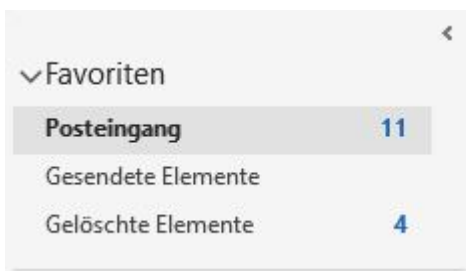 Favoriten
Posteingang 11
Gesendete Elemente
Gelöschte Elemente 4